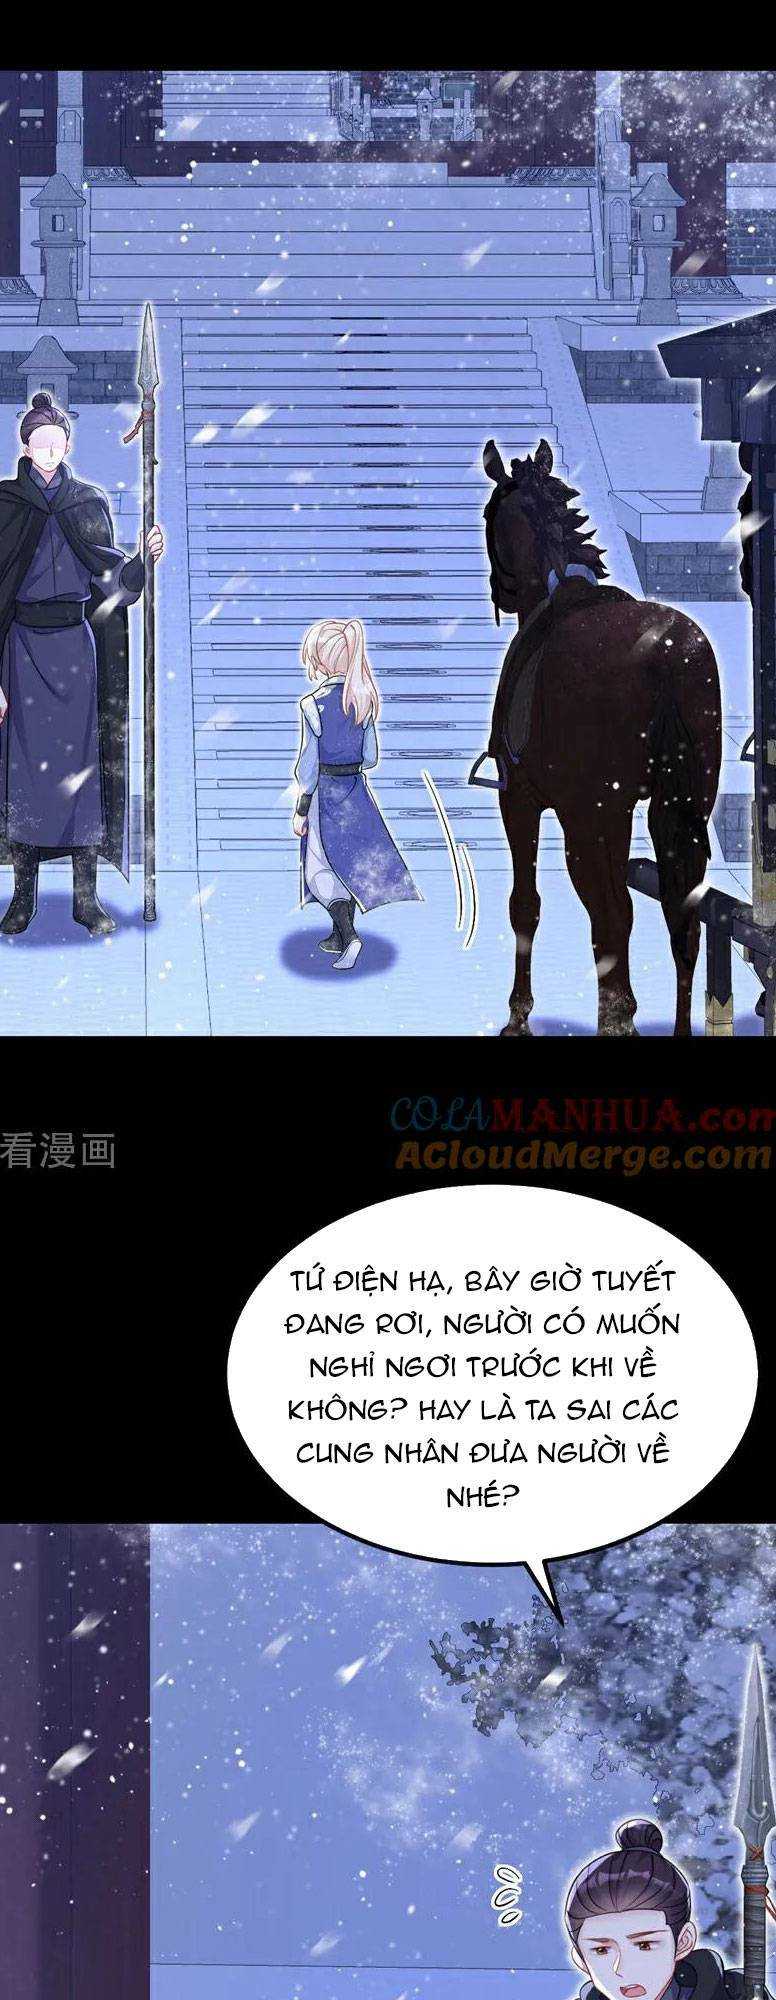 COLAMANHUA.com
看漫画
ACloudMerge.com
TỨ ĐIỆN HẠ, BÂY GIỜ TUYẾT
ĐANG RƠI, NGƯỜI CÓ MUỐN
NGHỈ NGƠI TRƯỚC KHI VỀ
KHÔNG? HAY LÀ TA SAI CÁC
CUNG NHÂN ĐƯA NGƯỜI VỀ
NHÉ?